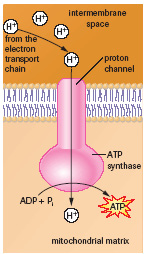 H+
H+
intermembrane
space
H+
H+
from the
electron
transport
chain
H+
proton
channel
ATP
synthase
ADP + Pi
ATP
H+
mitochondrial matrix